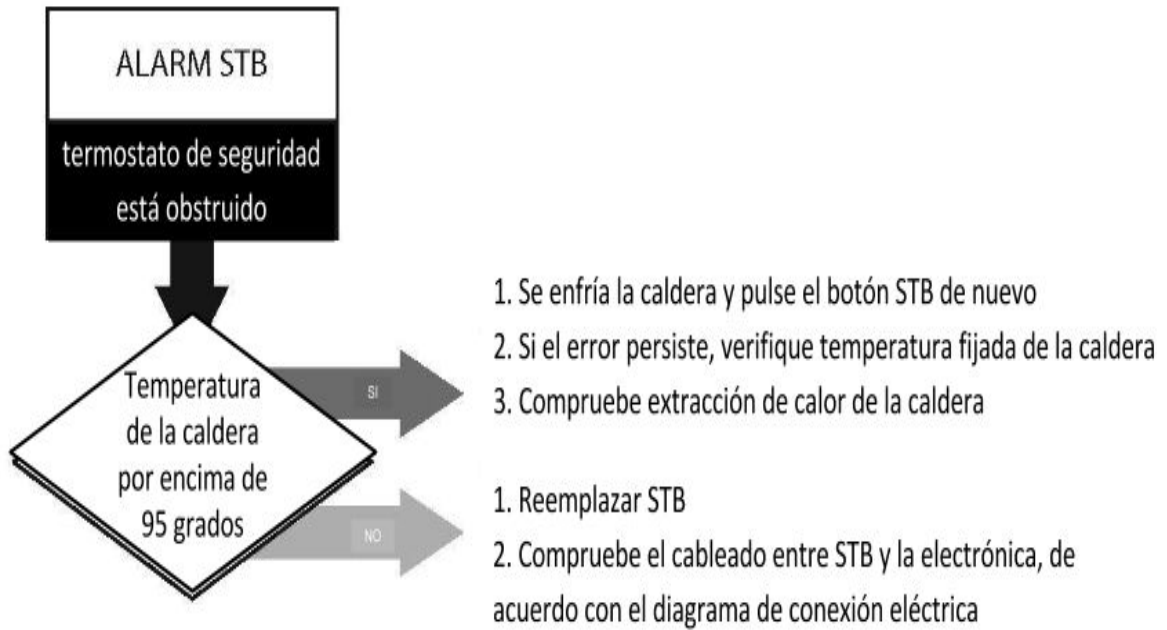 ALARM STB
termostato de seguridad
está obstruido
Temperatura
de la caldera
por encima de
95 grados
SI
1. Se enfría la caldera y pulse el botón STB de nuevo
2. Si el error persiste, verifique temperatura fijada de la caldera
3. Compruebe extracción de calor de la caldera
NO
1. Reemplazar STB
2. Compruebe el cableado entre STB y la electrónica, de
acuerdo con el diagrama de conexión eléctrica